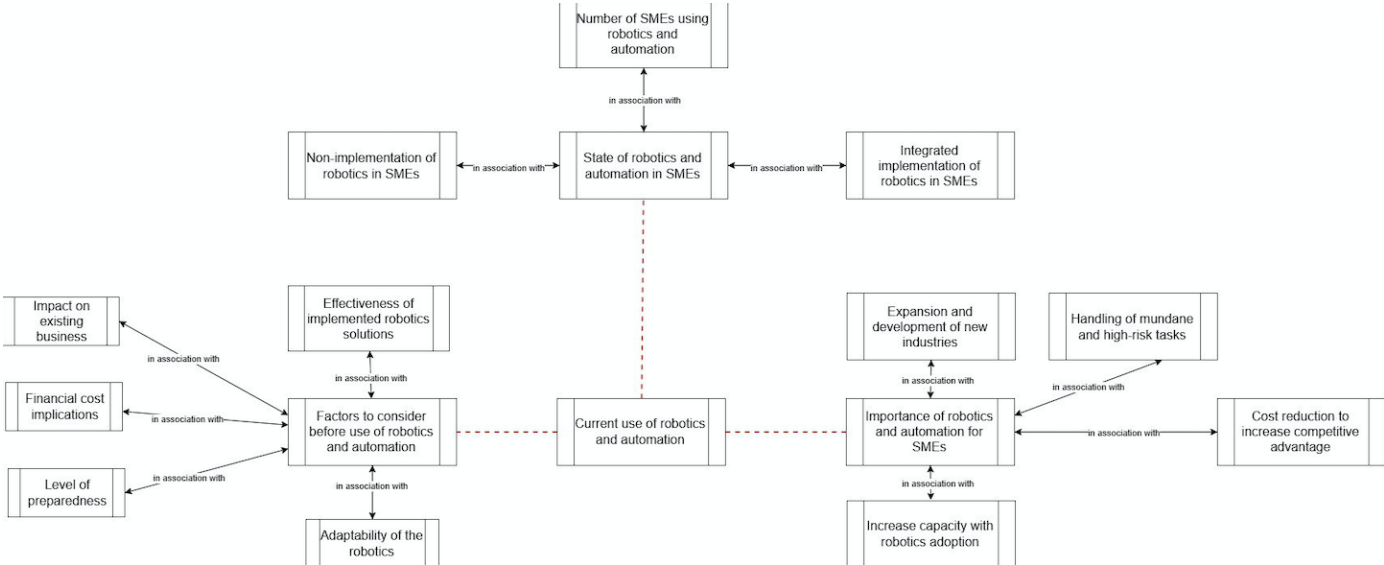 Number of SMEs using
robotics and
automation
in association with
Non-implementation of
robotics in SMEs
in association with
State of robotics and
automation in SMEs
in association with
Integrated
implementation of
robotics in SMEs
Impact on
existing
business
Effectiveness of
implemented robotics
solutions
Expansion and
development of new
industries
Handling of mundane
and high-risk tasks
in association with
in association with
in association with
in association with
Financial cost
implications
in association with
Factors to consider
before use of robotics
and automation
Current use of robotics
and automation
Importance of robotics
and automation for
SMEs
in association with
Cost reduction to
increase competitive
advantage
Level of
preparedness
in association with
in association with
in association with
Adaptability of the
robotics
Increase capacity with
robotics adoption